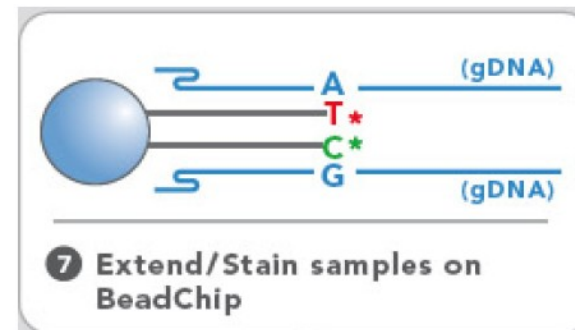 (gDNA)
A
T*
C*
G
(gDNA)
7 Extend/Stain samples on
BeadChip